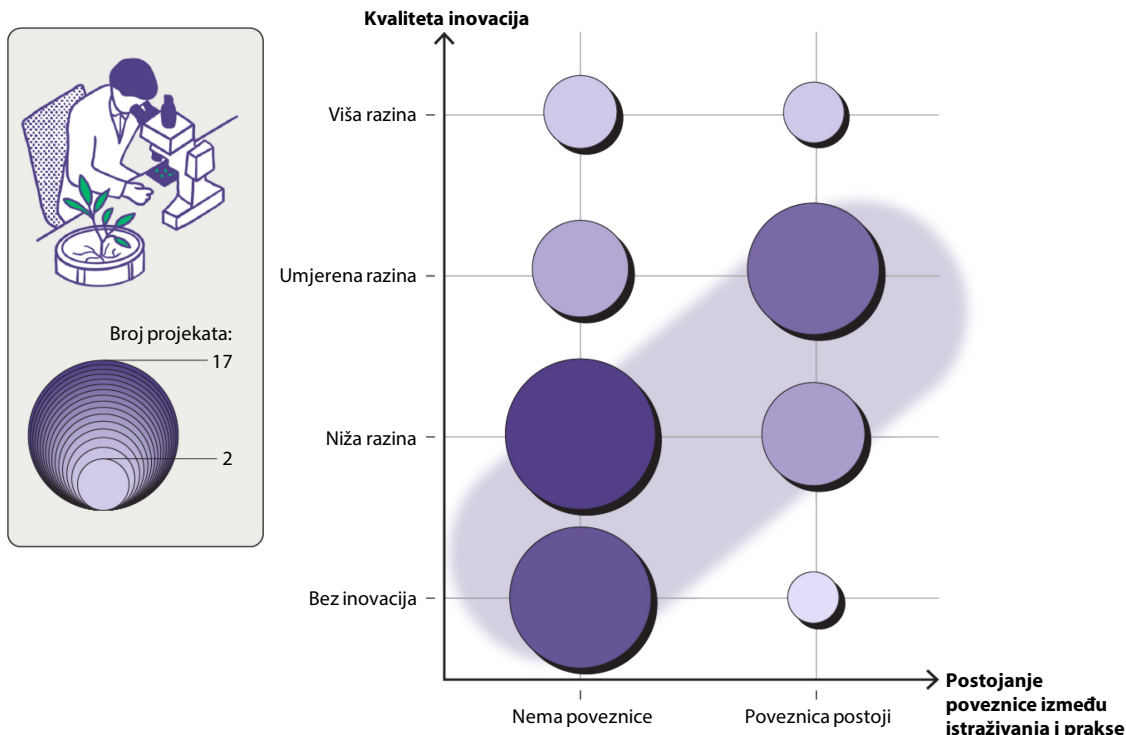 Kvaliteta inovacija
Viša razina
Umjerena razina
Niža razina
Bez inovacija
Nema poveznice
Poveznica postoji
Postojanje
poveznice između
istraživanja i prakse
Broj projekata:
17
2